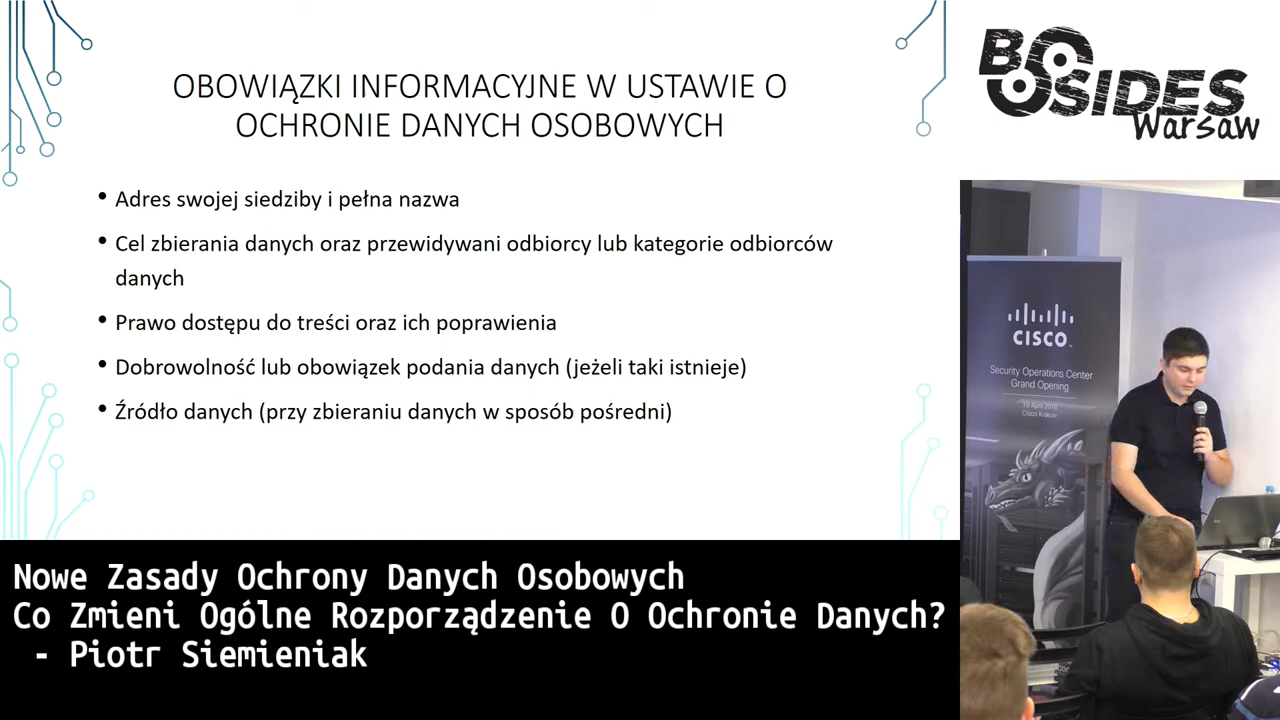 OBOWIĄZKI INFORMACYJNE W USTAWIE O
OCHRONIE DANYCH OSOBOWYCH
• Adres swojej siedziby i pełna nazwa
• Cel zbierania danych oraz przewidywani odbiorcy lub kategorie odbiorców
danych
• Prawo dostępu do treści oraz ich poprawienia
• Dobrowolność lub obowiązek podania danych (jeżeli taki istnieje)
• Źródło danych (przy zbieraniu danych w sposób pośredni)
BSIDES
Warsaw
CISCO
Security Operations Center
Grand Opening
Cisco Krakow
Nowe Zasady Ochrony Danych Osobowych
Co Zmieni Ogólne Rozporządzenie O Ochronie Danych?
- Piotr Siemieniak